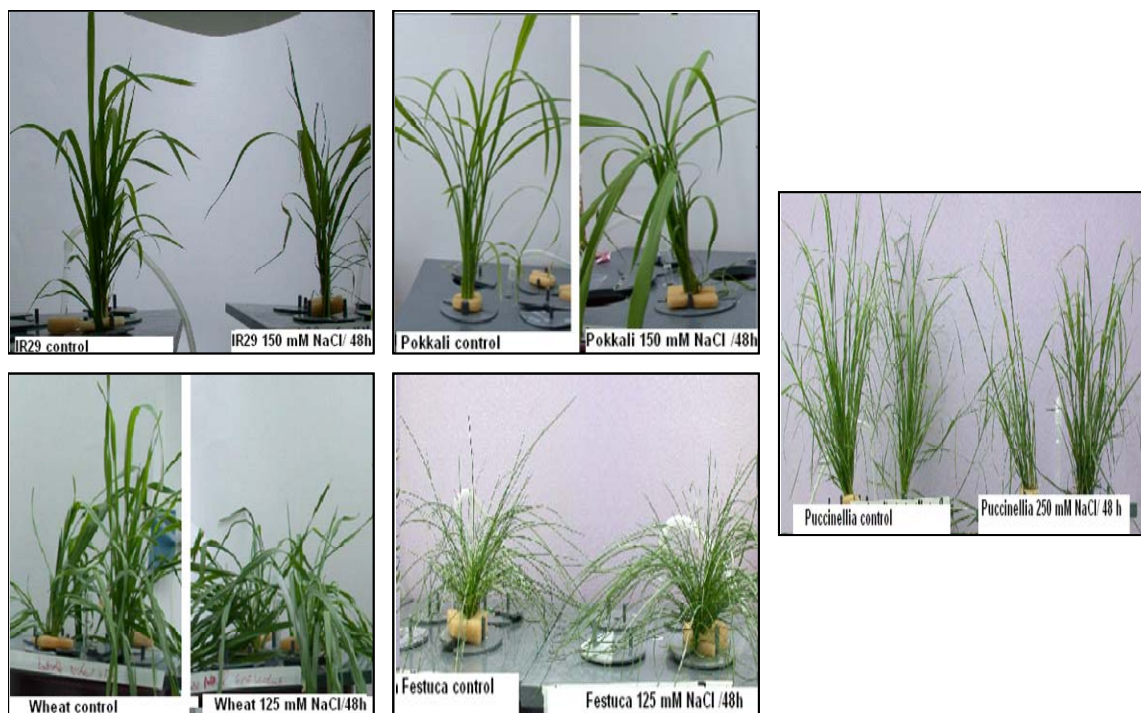 IR29 control
IR29 150 mM NaCl/ 48h
Pokkali control
Pokkali 150 mM NaCl /48h
Puccinellia control
Puccinellia 250 mM NaCl/ 48 h
Wheat control
Wheat 125 mM NaCl/48h
Festuca control
Festuca 125 mM NaCl /48h